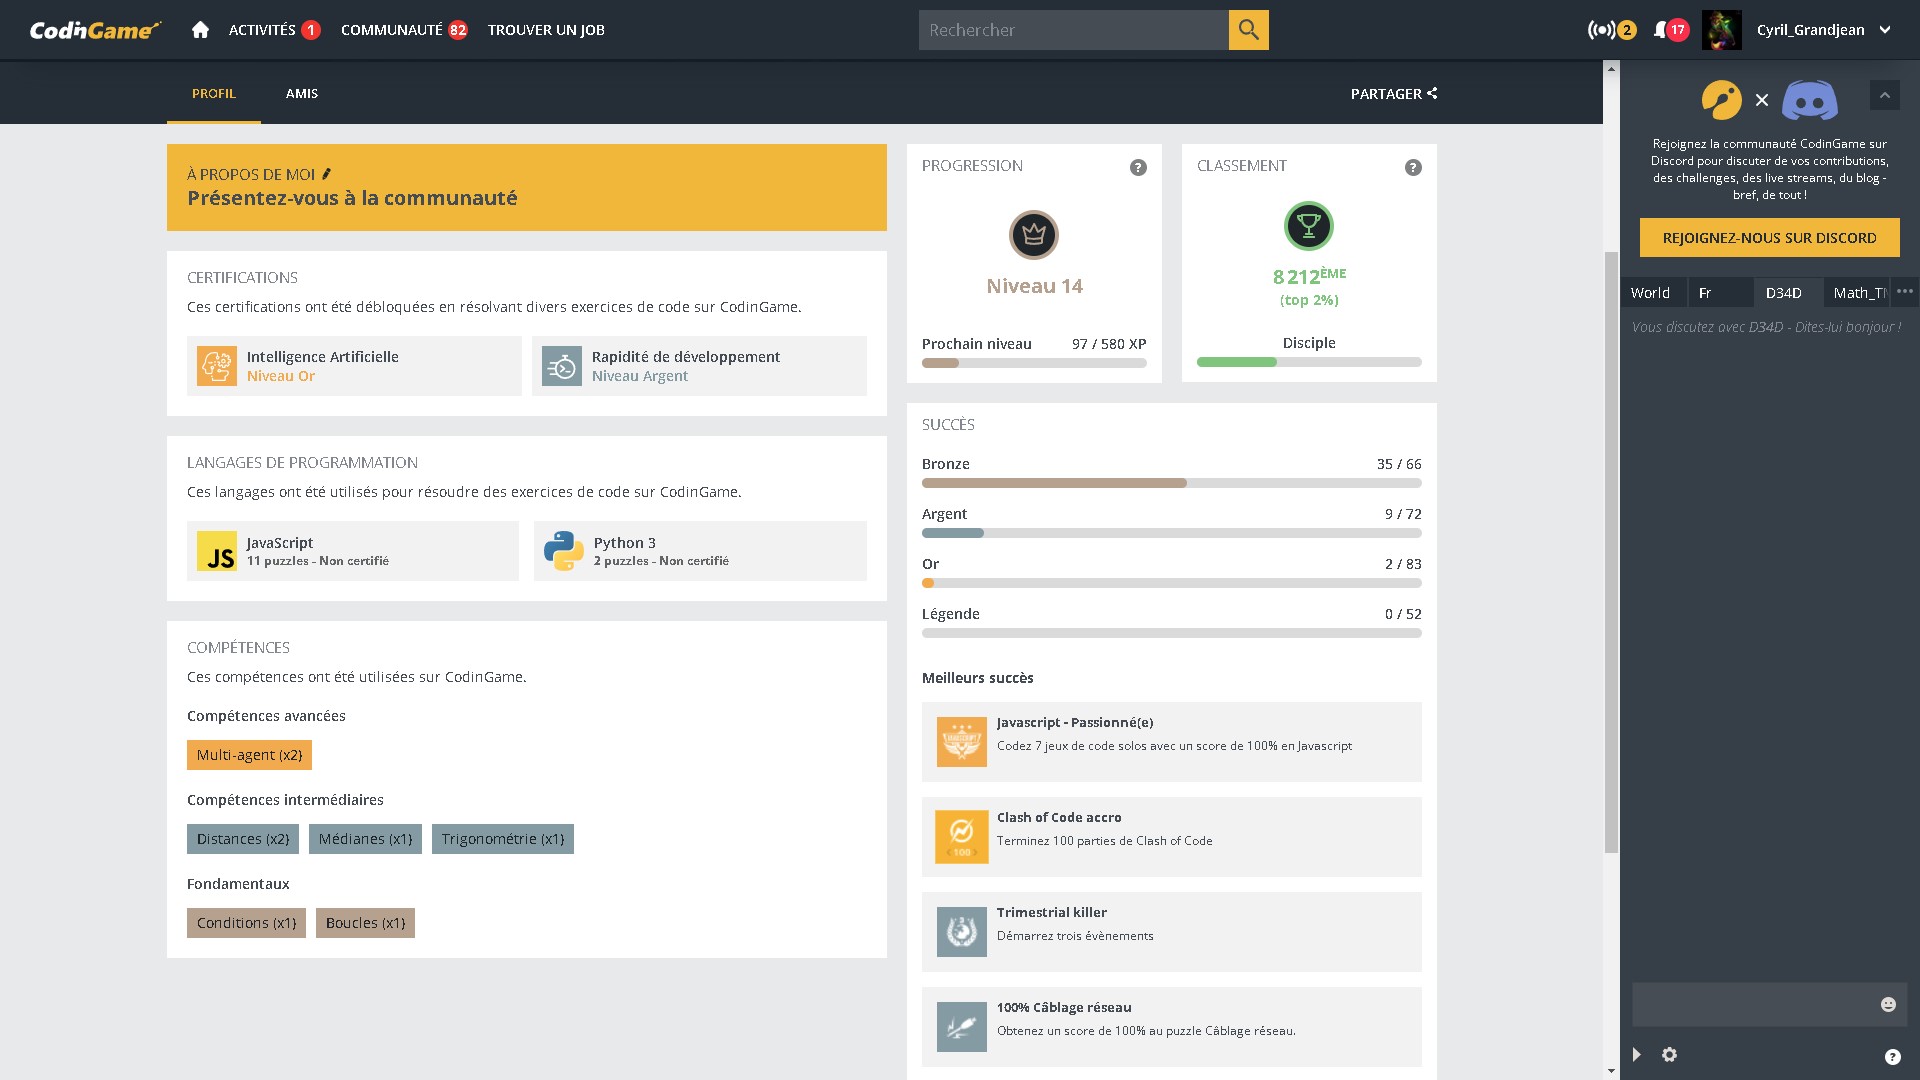 CodinGame
ACTIVITÉS 1
COMMUNAUTÉ 82
TROUVER UN JOB
Rechercher
2
17
Cyril_Grandjean
PROFIL
AMIS
PARTAGER
À PROPOS DE MOI
Présentez-vous à la communauté
CERTIFICATIONS
Ces certifications ont été débloquées en résolvant divers exercices de code sur CodinGame.
Intelligence Artificielle
Niveau Or
Rapidité de développement
Niveau Argent
LANGAGES DE PROGRAMMATION
Ces langages ont été utilisés pour résoudre des exercices de code sur CodinGame.
JS
JavaScript
11 puzzles - Non certifié
Python 3
2 puzzles - Non certifié
COMPÉTENCES
Ces compétences ont été utilisées sur CodinGame.
Compétences avancées
Multi-agent (x2)
Compétences intermédiaires
Distances (x2)
Médianes (x1)
Trigonométrie (x1)
Fondamentaux
Conditions (x1)
Boucles (x1)
PROGRESSION
?
Niveau 14
Prochain niveau 97 / 580 XP
CLASSEMENT
?
8 212ÈME
(top 2%)
Disciple
SUCCÈS
Bronze 35 / 66
Argent 9 / 72
Or 2 / 83
Légende 0 / 52
Meilleurs succès
Javascript - Passionné(e)
Codez 7 jeux de code solos avec un score de 100% en Javascript
100
Clash of Code accro
Terminez 100 parties de Clash of Code
Trimestrial killer
Démarrez trois évènements
100% Câblage réseau
Obtenez un score de 100% au puzzle Câblage réseau.
Rejoignez la communauté CodinGame sur
Discord pour discuter de vos contributions,
des challenges, des live streams, du blog -
bref, de tout !
REJOIGNEZ-NOUS SUR DISCORD
World
Fr
D34D
Math_T
Vous discutez avec D34D - Dites-lui bonjour !
?